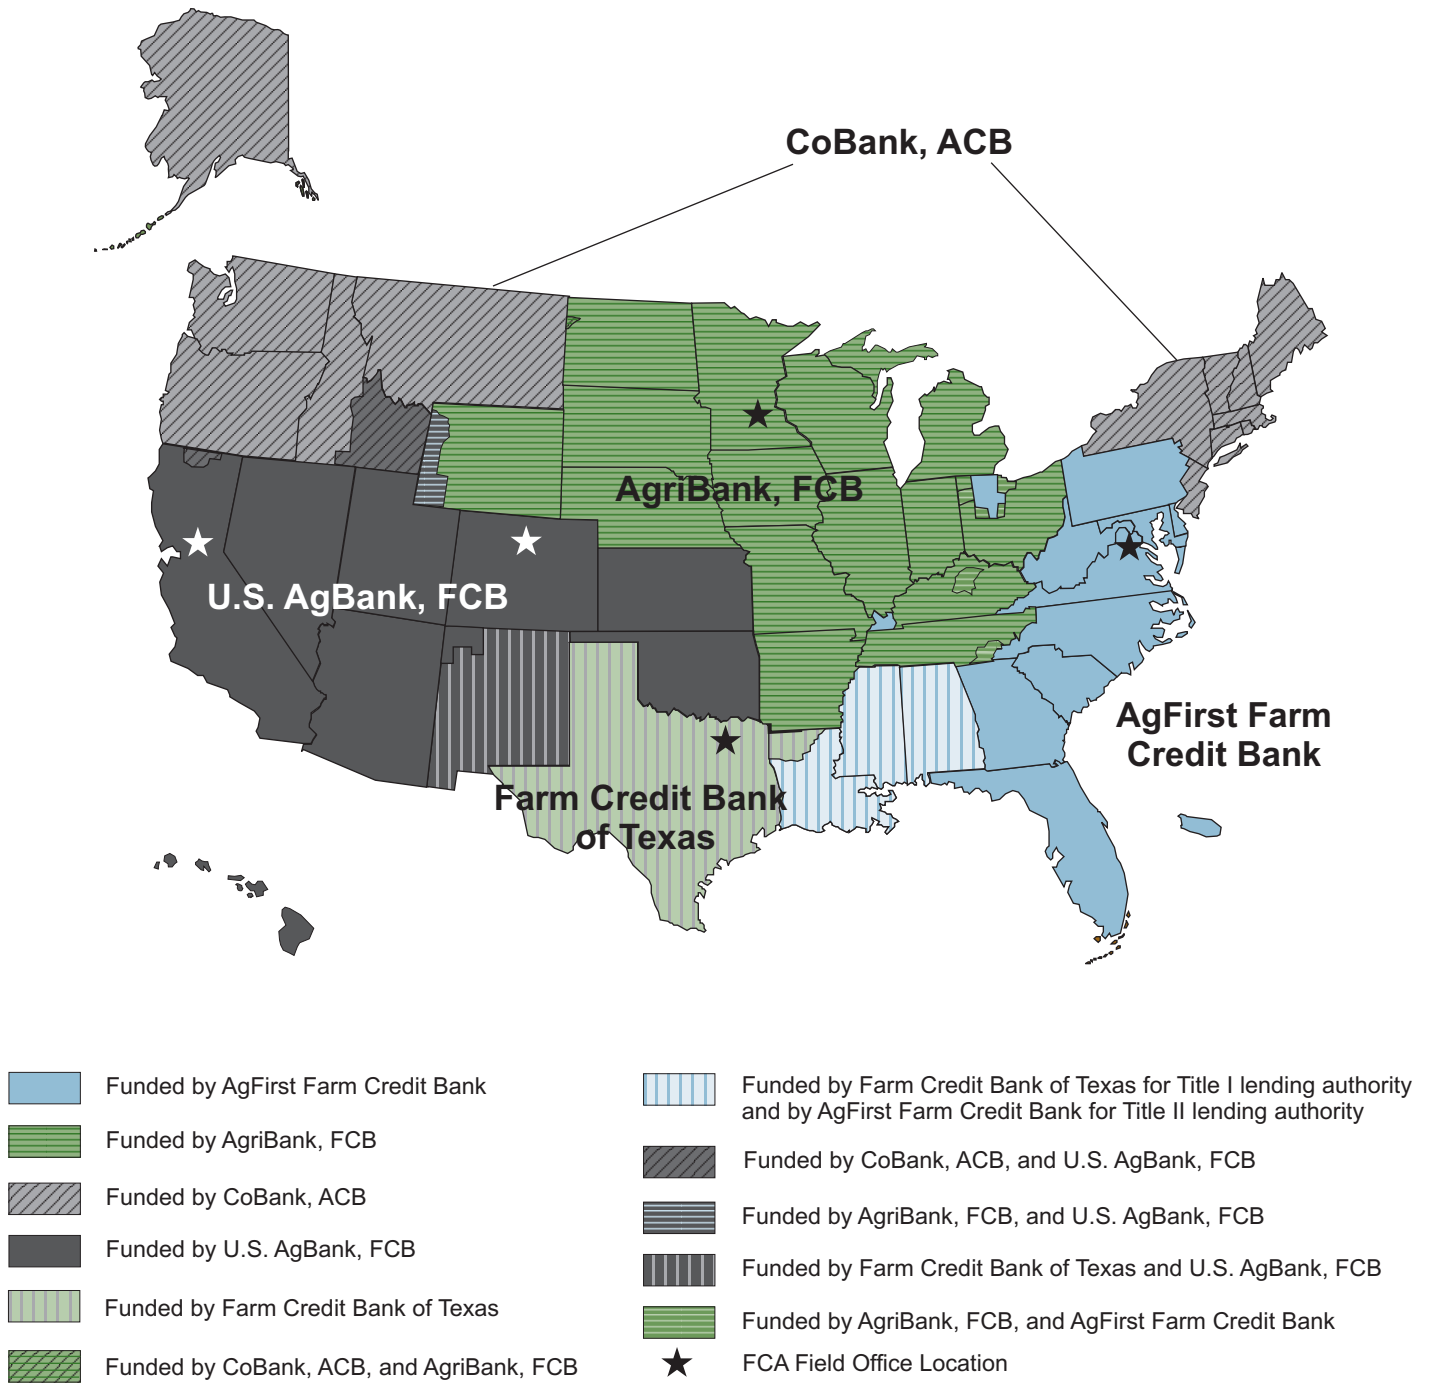 CoBank, ACB
AgriBank, FCB
U.S. AgBank, FCB
AgFirst Farm
Credit Bank
Farm Credit Bank
of Texas
Funded by AgFirst Farm Credit Bank
Funded by AgriBank, FCB
Funded by CoBank, ACB
Funded by U.S. AgBank, FCB
Funded by Farm Credit Bank of Texas
Funded by CoBank, ACB, and AgriBank, FCB
Funded by Farm Credit Bank of Texas for Title I lending authority
and by AgFirst Farm Credit Bank for Title II lending authority
Funded by CoBank, ACB, and U.S. AgBank, FCB
Funded by AgriBank, FCB, and U.S. AgBank, FCB
Funded by Farm Credit Bank of Texas and U.S. AgBank, FCB
Funded by AgriBank, FCB, and AgFirst Farm Credit Bank
FCA Field Office Location